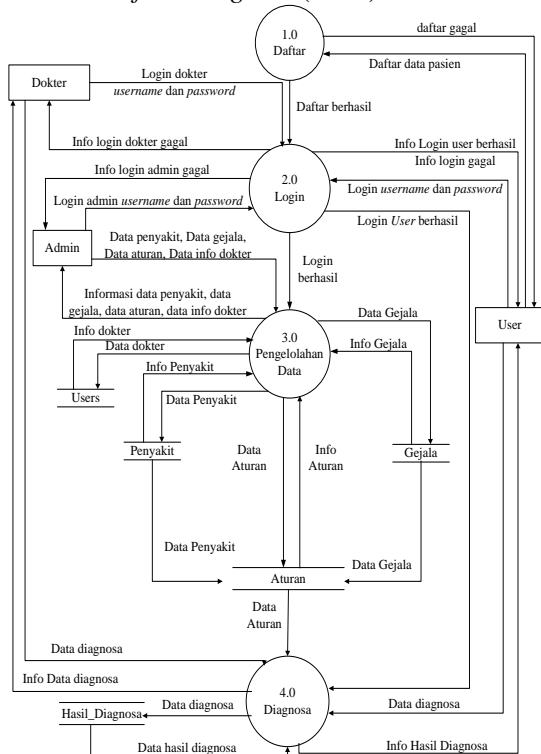 1.0
Daftar
daftar gagal
Daftar data pasien
Dokter
Login dokter
username dan password
Daftar berhasil
Info login dokter gagal
Info Login user berhasil
Info login admin gagal
Info login gagal
2.0
Login
Login username dan password
Login admin username dan password
Login User berhasil
Admin
Data penyakit, Data gejala,
Data aturan, Data info dokter
Login
berhasil
Informasi data penyakit, data
gejala, data aturan, data info dokter
Data Gejala
User
Info dokter
3.0
Pengelolahan
Data
Info Gejala
Data dokter
Info Penyakit
Users
Data Penyakit
Penyakit
Data
Aturan
Info
Aturan
Gejala
Data Penyakit
Data Gejala
Aturan
Data
Aturan
Data diagnosa
Info Data diagnosa
4.0
Diagnosa
Data diagnosa
Data diagnosa
Hasil_Diagnosa
Data hasil diagnosa
Info Hasil Diagnosa